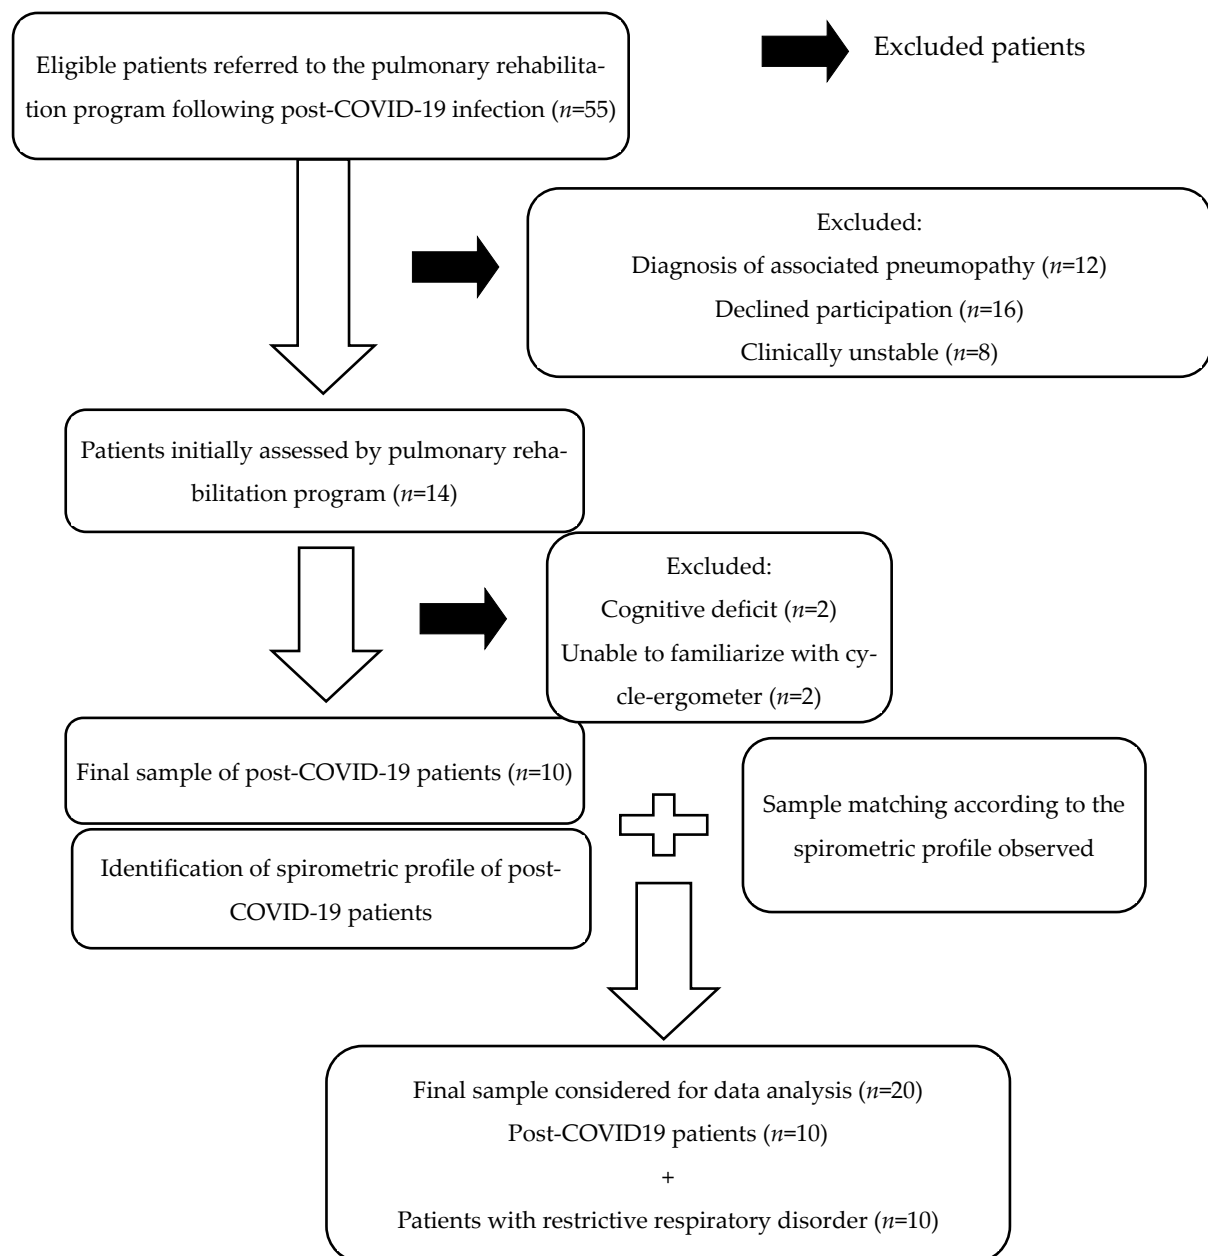 Eligible patients referred to the pulmonary rehabilita-
tion program following post-COVID-19 infection (n=55)
Excluded patients
Excluded:
Diagnosis of associated pneumopathy (n=12)
Declined participation (n=16)
Clinically unstable (n=8)
Patients initially assessed by pulmonary reha-
bilitation program (n=14)
Excluded:
Cognitive deficit (n=2)
Unable to familiarize with cy-
cle-ergometer (n=2)
Final sample of post-COVID-19 patients (n=10)
Identification of spirometric profile of post-
COVID-19 patients
Sample matching according to the
spirometric profile observed
Final sample considered for data analysis (n=20)
Post-COVID19 patients (n=10)
+
Patients with restrictive respiratory disorder (n=10)